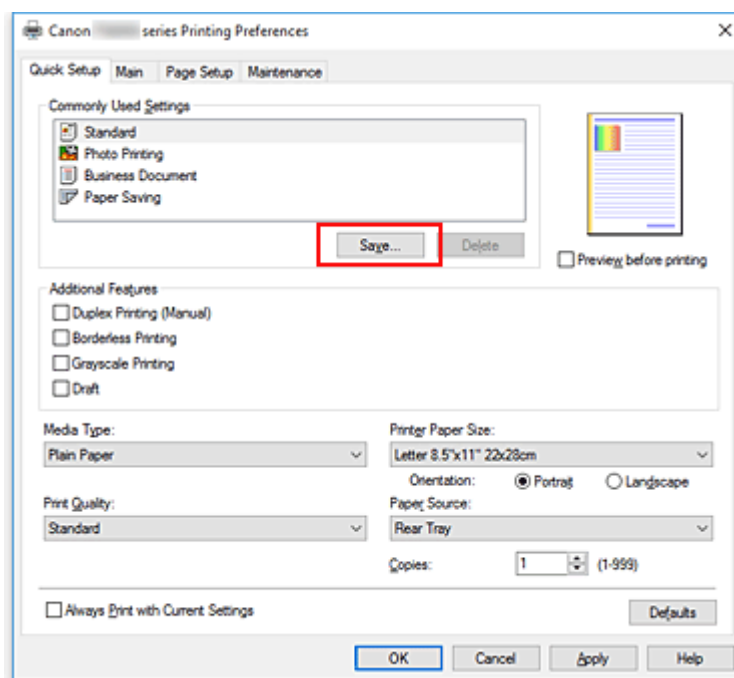 Canon series Printing Preferences
Quick Setup Main Page Setup Maintenance
Commonly Used Settings
Standard
Photo Printing
Business Document
Paper Saving
Save... Delete
Preview before printing
Additional Features
Duplex Printing (Manual)
Borderless Printing
Grayscale Printing
Draft
Media Type: Printer Paper Size:
Plain Paper Letter 8.5"x11" 22x28cm
Orientation: Portrait Landscape
Print Quality: Paper Source:
Standard Rear Tray
Copies: 1 (1-999)
Always Print with Current Settings Defaults
OK Cancel Apply Help